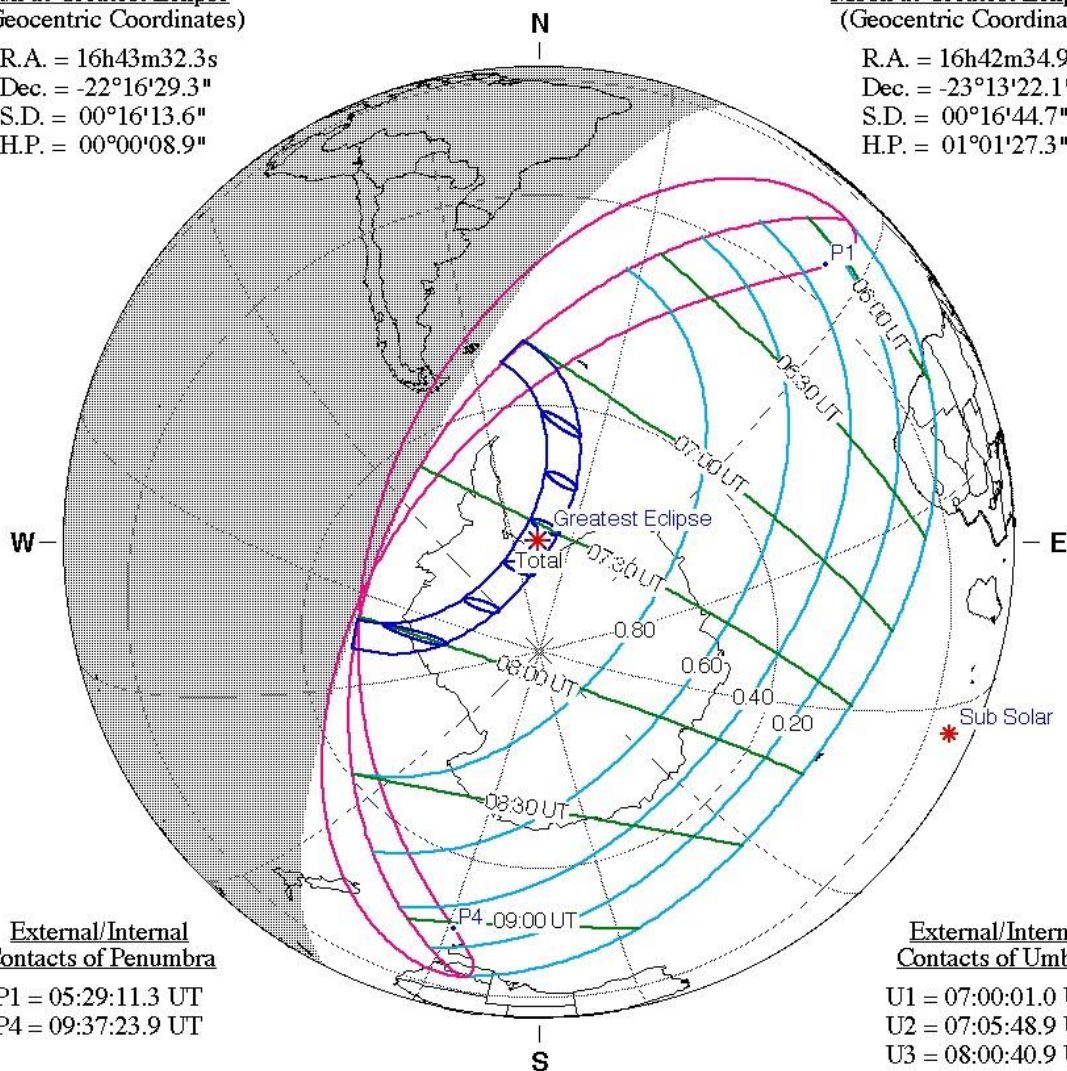 Geocentric Coordinates)
R.A. = 16h43m32.3s
Dec. = -22°16'29.3"
S.D. = 00°16'13.6"
H.P. = 00°00'08.9"
(Geocentric Coordina
R.A. = 16h42m34.9
Dec. = -23°13'22.1"
S.D. = 00°16'44.7"
H.P. = 01°01'27.3"
N
P1
06:00 UT
06:30 UT
07:00 UT
Greatest Eclipse
W
E
Total
07:30 UT
0.80
08:00 UT
0.60
0.40
0.20
Sub Solar
08:30 UT
P4
09:00 UT
External/Internal
Contacts of Penumbra
P1 = 05:29:11.3 UT
P4 = 09:37:23.9 UT
External/Intern
Contacts of Umb
U1 = 07:00:01.0 U
U2 = 07:05:48.9 U
U3 = 08:00:40.9 U
S